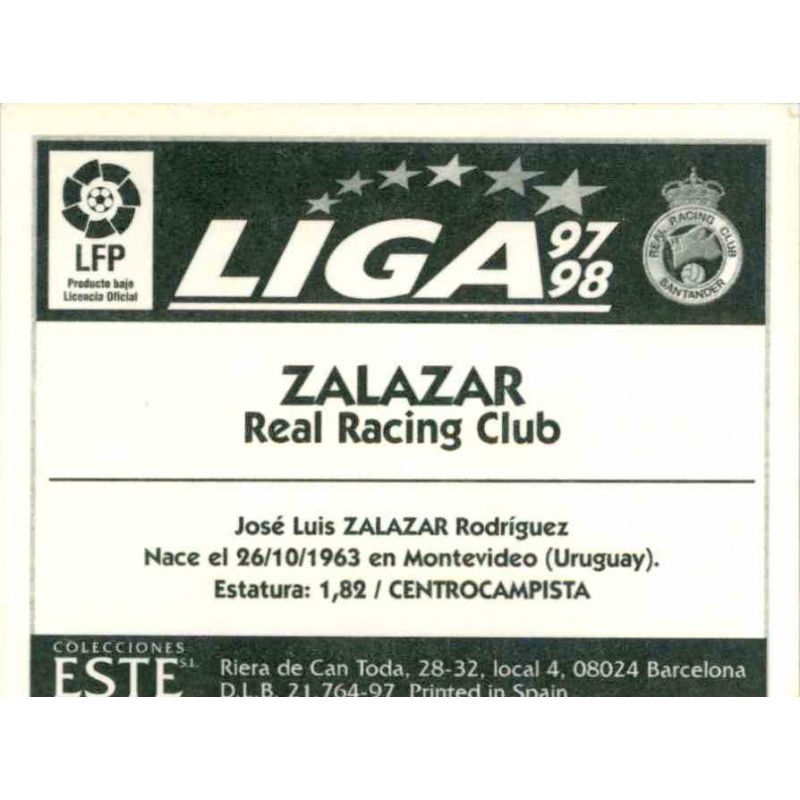 LFP
Producto bajo
Licencia Oficial
LIGA 97
98
REAL RACING CLUB
SANTANDER
ZALAZAR
Real Racing Club
José Luis ZALAZAR Rodríguez
Nace el 26/10/1963 en Montevideo (Uruguay).
Estatura: 1,82 / CENTROCAMPISTA
COLECCIONES
ESTE S.L.
Riera de Can Toda, 28-32, local 4, 08024 Barcelona
D.L.B. 21.764-97 Printed in Spain